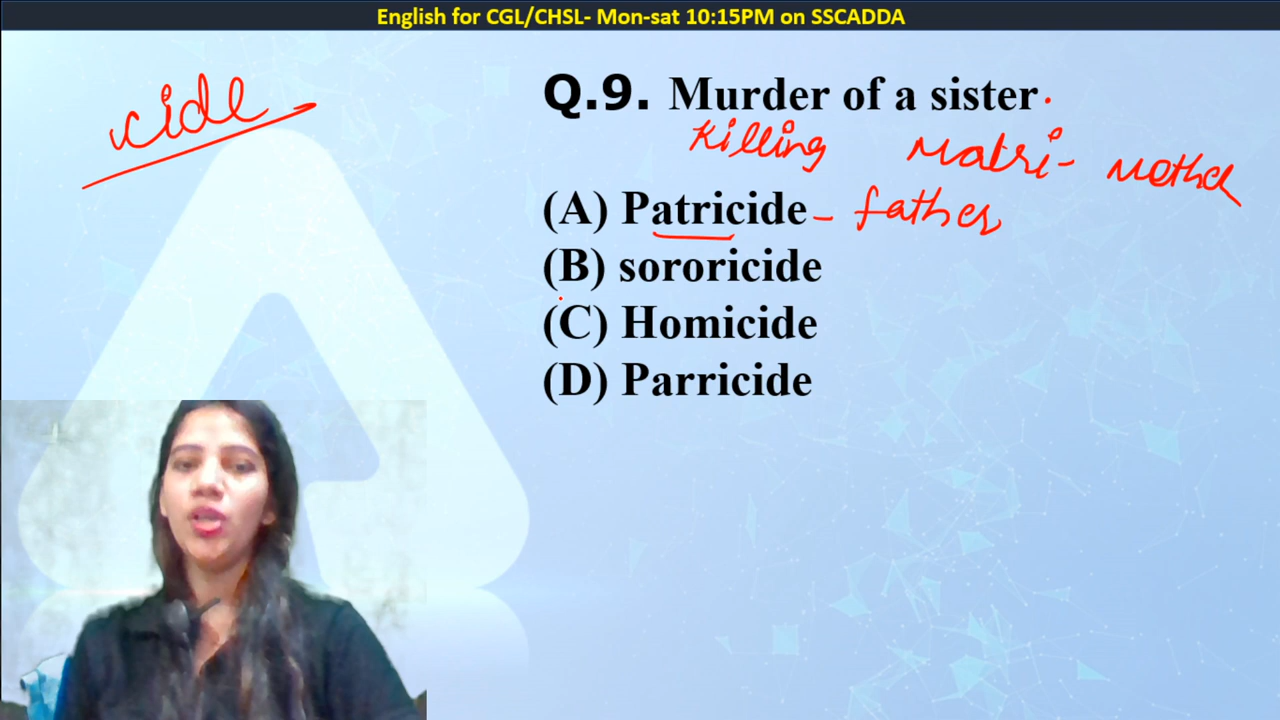 English for CGL/CHSL- Mon-sat 10:15PM on SSCADDA
cide
Q.9. Murder of a sister
Killing Matri- Mother
(A) Patricide - father
(B) sororicide
(C) Homicide
(D) Parricide